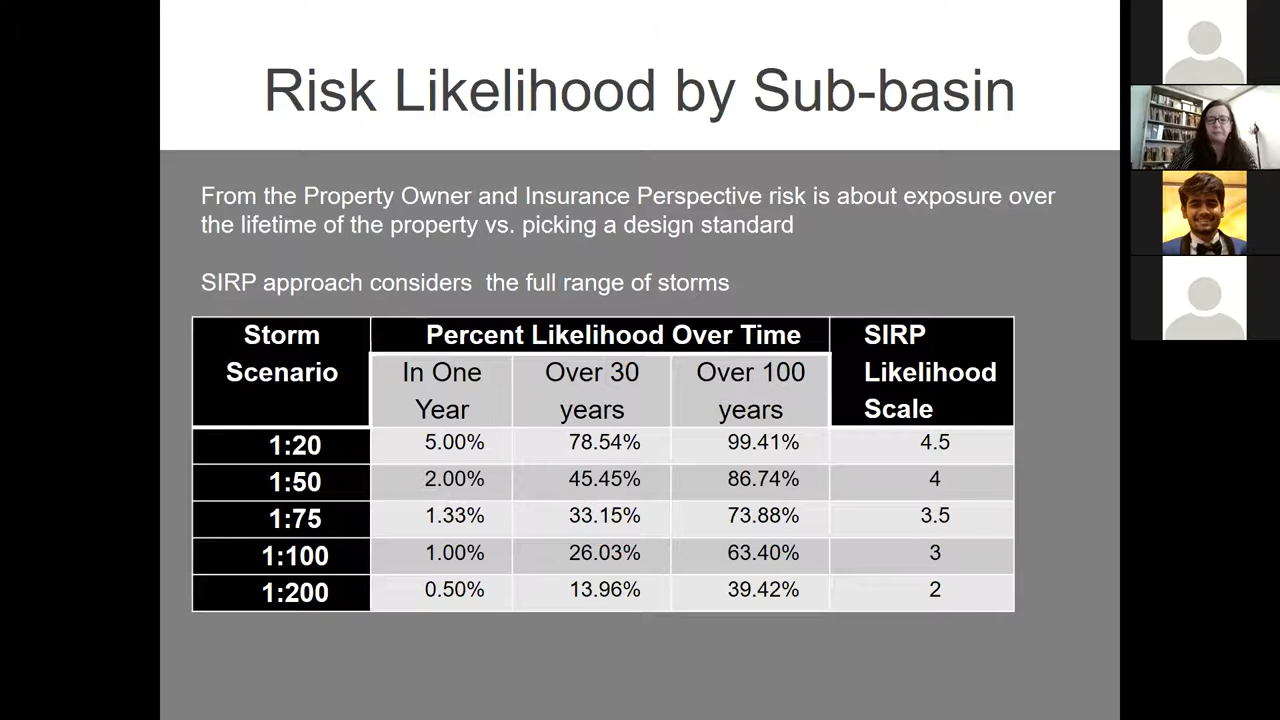 Risk Likelihood by Sub-basin
From the Property Owner and Insurance Perspective risk is about exposure over
the lifetime of the property vs. picking a design standard
SIRP approach considers the full range of storms
Storm Scenario
Percent Likelihood Over Time
SIRP Likelihood Scale
In One Year
Over 30 years
Over 100 years
1:20 5.00% 78.54% 99.41% 4.5
1:50 2.00% 45.45% 86.74% 4
1:75 1.33% 33.15% 73.88% 3.5
1:100 1.00% 26.03% 63.40% 3
1:200 0.50% 13.96% 39.42% 2